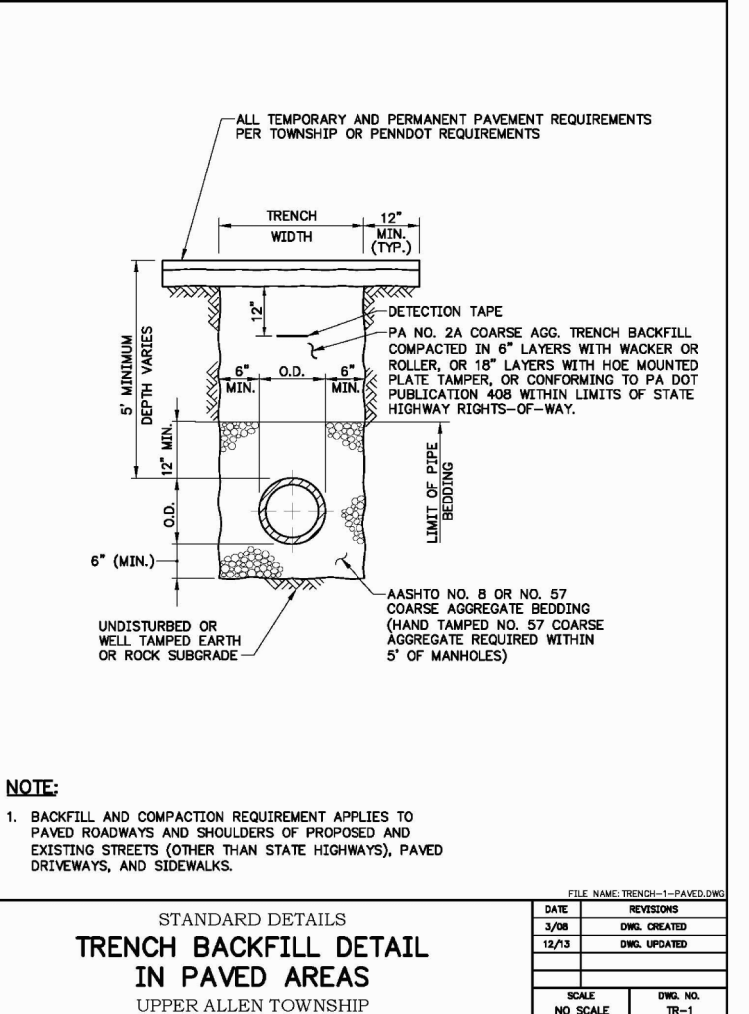 ALL TEMPORARY AND PERMANENT PAVEMENT REQUIREMENTS
PER TOWNSHIP OR PENNDOT REQUIREMENTS
TRENCH
WIDTH
12"
MIN.
(TYP.)
5' MINIMUM
DEPTH VARIES
12"
DETECTION TAPE
PA NO. 2A COARSE AGG. TRENCH BACKFILL
COMPACTED IN 6" LAYERS WITH WACKER OR
ROLLER, OR 18" LAYERS WITH HOE MOUNTED
PLATE TAMPER, OR CONFORMING TO PA DOT
PUBLICATION 408 WITHIN LIMITS OF STATE
HIGHWAY RIGHTS-OF-WAY.
6"
MIN.
O.D.
6"
MIN.
12" MIN.
O.D.
6" (MIN.)
LIMIT OF PIPE
BEDDING
AASHTO NO. 8 OR NO. 57
COARSE AGGREGATE BEDDING
(HAND TAMPED NO. 57 COARSE
AGGREGATE REQUIRED WITHIN
5' OF MANHOLES)
UNDISTURBED OR
WELL TAMPED EARTH
OR ROCK SUBGRADE
NOTE:
1. BACKFILL AND COMPACTION REQUIREMENT APPLIES TO
PAVED ROADWAYS AND SHOULDERS OF PROPOSED AND
EXISTING STREETS (OTHER THAN STATE HIGHWAYS), PAVED
DRIVEWAYS, AND SIDEWALKS.
FILE NAME: TRENCH-1-PAVED.DWG
STANDARD DETAILS
TRENCH BACKFILL DETAIL
IN PAVED AREAS
UPPER ALLEN TOWNSHIP
DATE REVISIONS
3/08 DWG. CREATED
12/13 DWG. UPDATED
SCALE DWG. NO.
NO SCALE TR-1